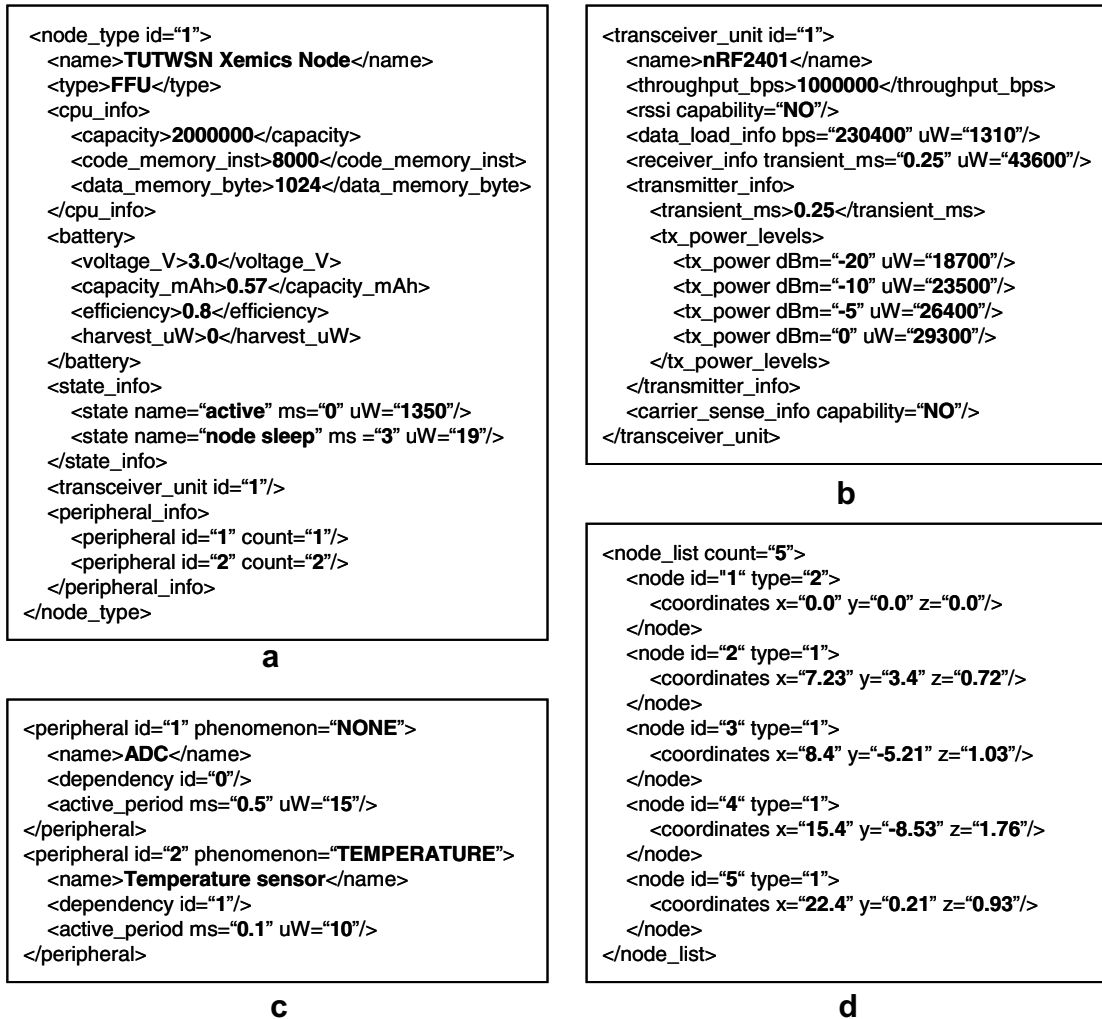 <node_type id=“1”>
<name>TUTWSN Xemics Node</name>
<type>FFU</type>
<cpu_info>
<capacity>2000000</capacity>
<code_memory_inst>8000</code_memory_inst>
<data_memory_byte>1024</data_memory_byte>
</cpu_info>
<battery>
<voltage_V>3.0</voltage_V>
<capacity_mAh>0.57</capacity_mAh>
<efficiency>0.8</efficiency>
<harvest_uW>0</harvest_uW>
</battery>
<state_info>
<state name=“active” ms=“0” uW=“1350”/>
<state name=“node sleep” ms =“3” uW=“19”/>
</state_info>
<transceiver_unit id=“1”/>
<peripheral_info>
<peripheral id=“1” count=“1”/>
<peripheral id=“2” count=“2”/>
</peripheral_info>
</node_type>
a
<transceiver_unit id=“1”>
<name>nRF2401</name>
<throughput_bps>1000000</throughput_bps>
<rssi capability=“NO”/>
<data_load_info bps=“230400” uW=“1310”/>
<receiver_info transient_ms=“0.25” uW=“43600”/>
<transmitter_info>
<transient_ms>0.25</transient_ms>
<tx_power_levels>
<tx_power dBm=“-20” uW=“18700”/>
<tx_power dBm=“-10” uW=“23500”/>
<tx_power dBm=“-5” uW=“26400”/>
<tx_power dBm=“0” uW=“29300”/>
</tx_power_levels>
</transmitter_info>
<carrier_sense_info capability=“NO”/>
</transceiver_unit>
b
<peripheral id=“1” phenomenon=“NONE”>
<name>ADC</name>
<dependency id=“0”/>
<active_period ms=“0.5” uW=“15”/>
</peripheral>
<peripheral id=“2” phenomenon=“TEMPERATURE”>
<name>Temperature sensor</name>
<dependency id=“1”/>
<active_period ms=“0.1” uW=“10”/>
</peripheral>
c
<node_list count=“5”>
<node id="1“ type=“2”>
<coordinates x=“0.0” y=“0.0” z=“0.0”/>
</node>
<node id=“2“ type=“1”>
<coordinates x=“7.23” y=“3.4” z=“0.72”/>
</node>
<node id=“3“ type=“1”>
<coordinates x=“8.4” y=“-5.21” z=“1.03”/>
</node>
<node id=“4“ type=“1”>
<coordinates x=“15.4” y=“-8.53” z=“1.76”/>
</node>
<node id=“5“ type=“1”>
<coordinates x=“22.4” y=“0.21” z=“0.93”/>
</node>
</node_list>
d